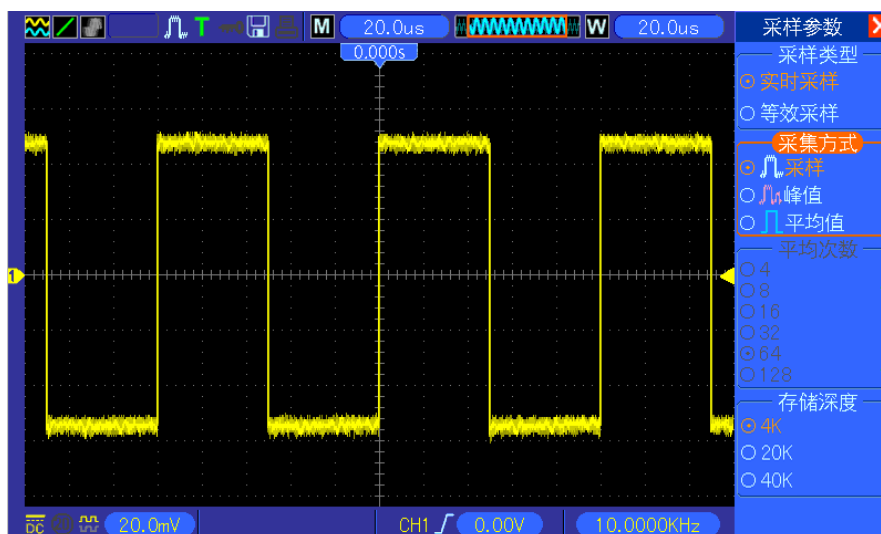 T M 20.0us W 20.0us
0.000s
1
DC 20.0mV CH1 0.00V 10.0000KHz
采样参数 X
采样类型
实时采样
等效采样
采集方式
采样
峰值
平均值
平均次数
4
8
16
32
64
128
存储深度
4K
20K
40K